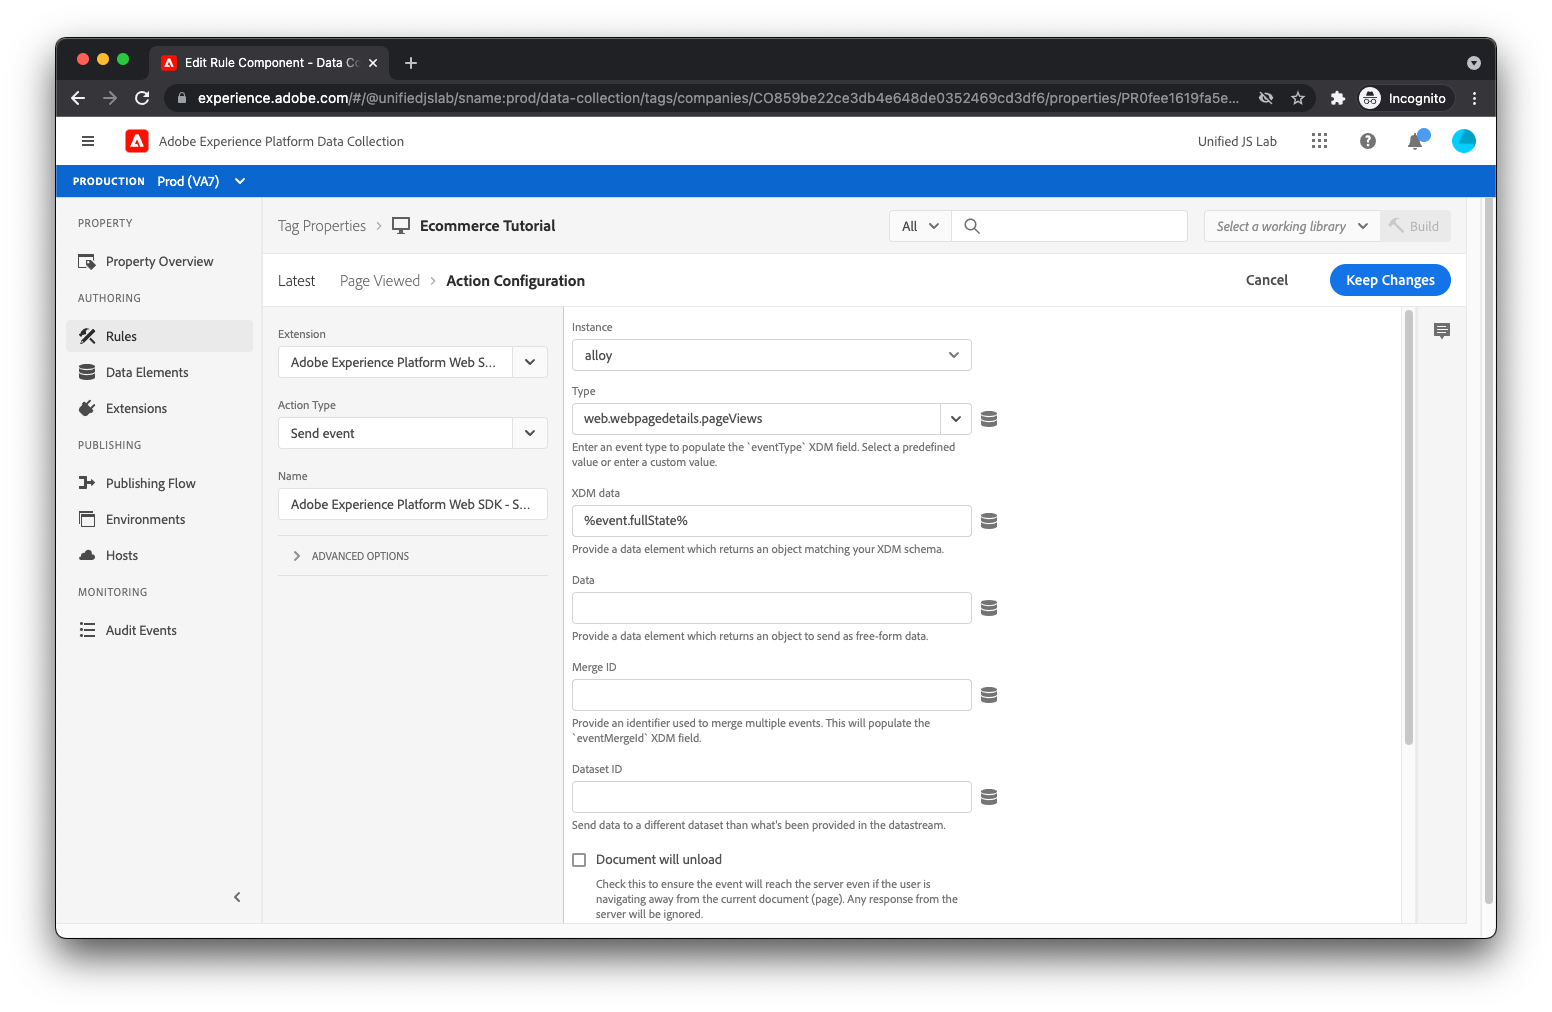 Edit Rule Component - Data Co
experience.adobe.com/#/@unifiedjslab/sname:prod/data-collection/tags/companies/CO859be22ce3db4e648de0352469cd3df6/properties/PR0fee1619fa5e...
Incognito
Adobe Experience Platform Data Collection
Unified JS Lab
PRODUCTION Prod (VA7)
PROPERTY
Property Overview
AUTHORING
Rules
Data Elements
Extensions
PUBLISHING
Publishing Flow
Environments
Hosts
MONITORING
Audit Events
Tag Properties > Ecommerce Tutorial
All
Select a working library
Build
Latest
Page Viewed > Action Configuration
Cancel
Keep Changes
Extension
Adobe Experience Platform Web S...
Action Type
Send event
Name
Adobe Experience Platform Web SDK - S...
ADVANCED OPTIONS
Instance
alloy
Type
web.webpagedetails.pageViews
Enter an event type to populate the `eventType` XDM field. Select a predefined
value or enter a custom value.
XDM data
%event.fullState%
Provide a data element which returns an object matching your XDM schema.
Data
Provide a data element which returns an object to send as free-form data.
Merge ID
Provide an identifier used to merge multiple events. This will populate the
`eventMergeId` XDM field.
Dataset ID
Send data to a different dataset than what's been provided in the datastream.
Document will unload
Check this to ensure the event will reach the server even if the user is
navigating away from the current document (page). Any response from the
server will be ignored.